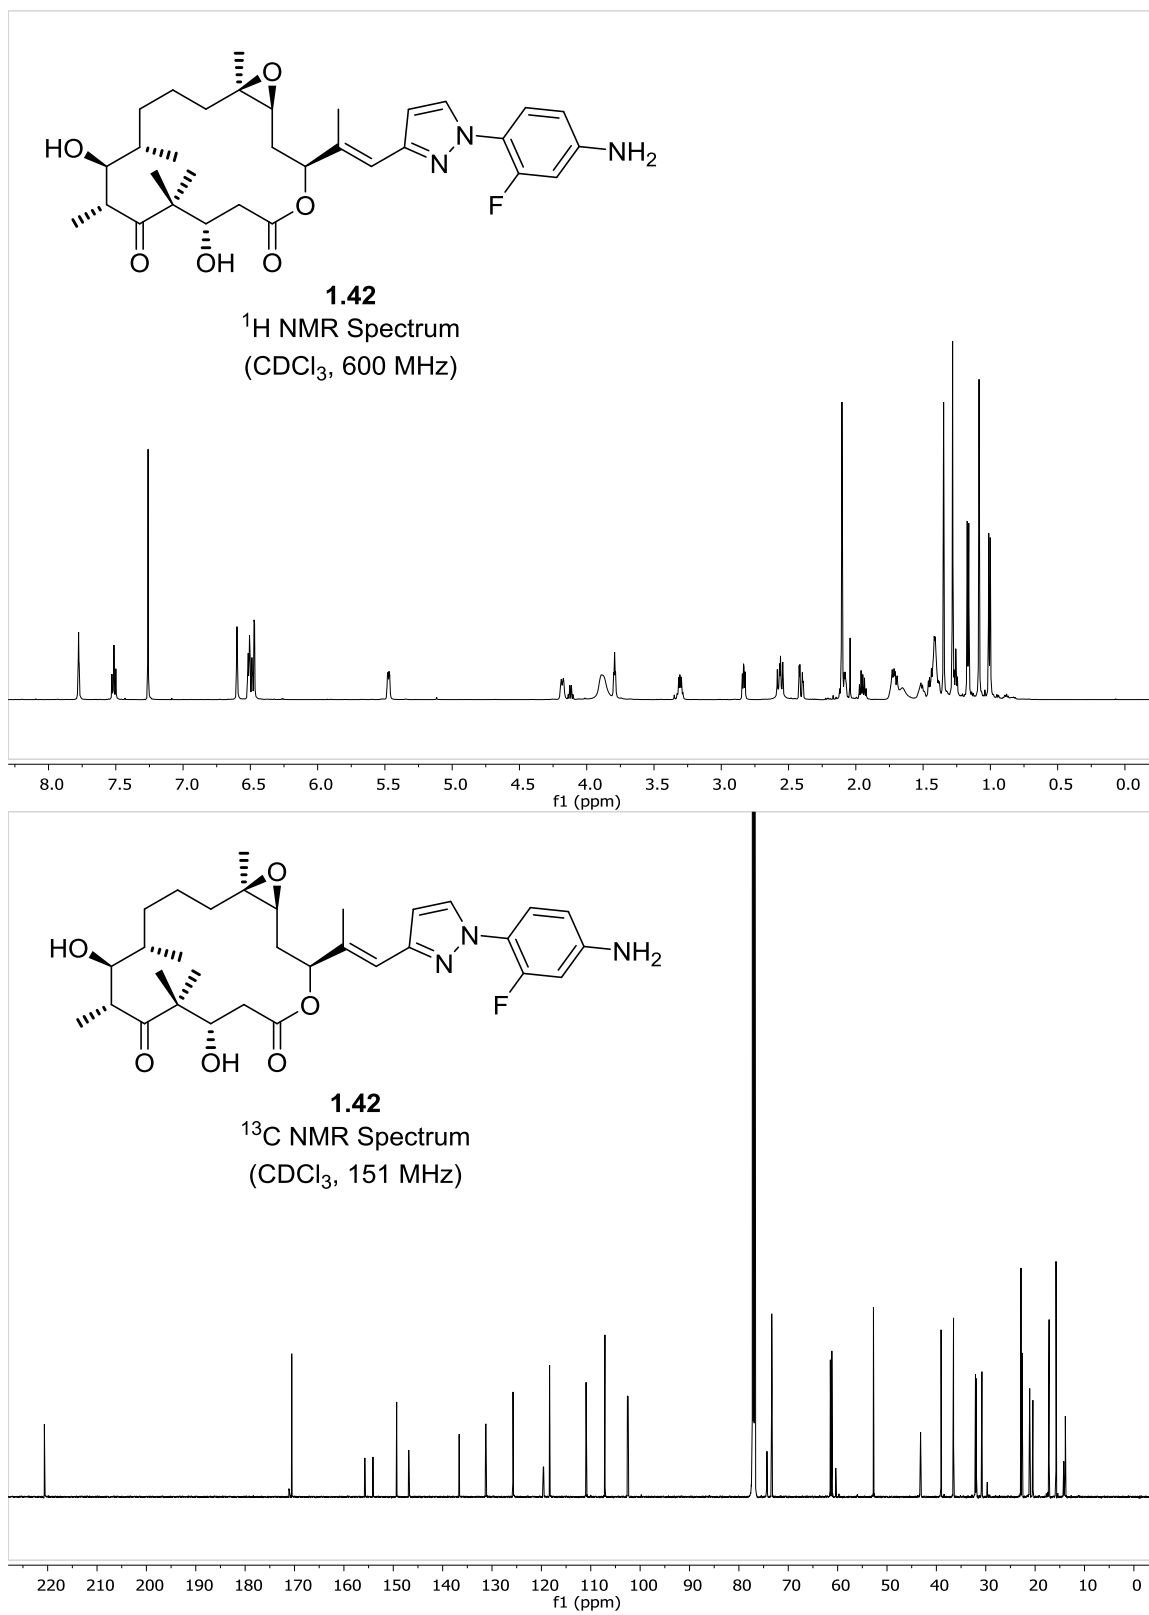 O
HO
N
NH2
N
F
O
O
OH
O
1.42
1H NMR Spectrum
(CDCl3, 600 MHz)
8.0 7.5 7.0 6.5 6.0 5.5 5.0 4.5 4.0 3.5 3.0 2.5 2.0 1.5 1.0 0.5 0.0
f1 (ppm)
O
HO
N
NH2
N
F
O
O
OH
O
1.42
13C NMR Spectrum
(CDCl3, 151 MHz)
220 210 200 190 180 170 160 150 140 130 120 110 100 90 80 70 60 50 40 30 20 10 0
f1 (ppm)